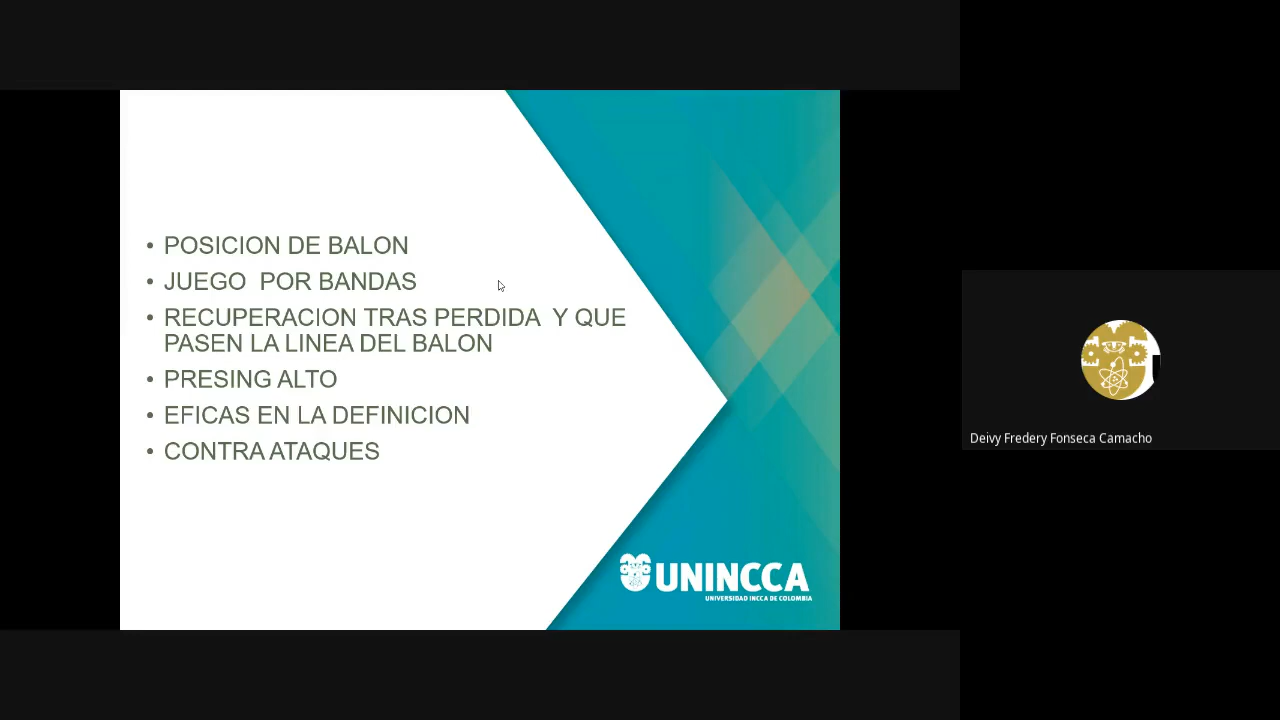 • POSICION DE BALON
• JUEGO  POR BANDAS
• RECUPERACION TRAS PERDIDA  Y QUE
PASEN LA LINEA DEL BALON
• PRESING ALTO
• EFICAS EN LA DEFINICION
• CONTRA ATAQUES
UNINCCA
UNIVERSIDAD INCCA DE COLOMBIA
Deivy Fredery Fonseca Camacho